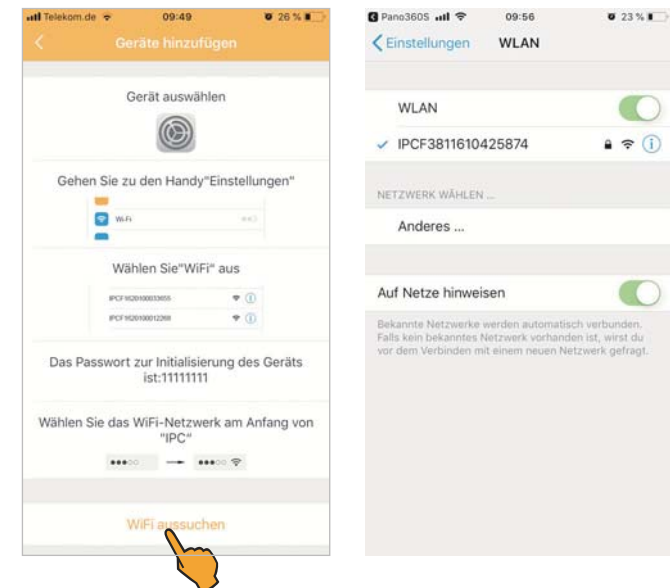 Telekom.de 09:49 26 %
Geräte hinzufügen
Gerät auswählen
Gehen Sie zu den Handy"Einstellungen"
Wi-Fi
Wählen Sie"WiFi" aus
IPCF1620100033655
IPCF1620100012268
Das Passwort zur Initialisierung des Geräts
ist:11111111
Wählen Sie das WiFi-Netzwerk am Anfang von
"IPC"
WiFi aussuchen
Pano360S 09:56 23 %
Einstellungen WLAN
WLAN
IPCF3811610425874
NETZWERK WÄHLEN ...
Anderes ...
Auf Netze hinweisen
Bekannte Netzwerke werden automatisch verbunden.
Falls kein bekanntes Netzwerk vorhanden ist, wirst du
vor dem Verbinden mit einem neuen Netzwerk gefragt.